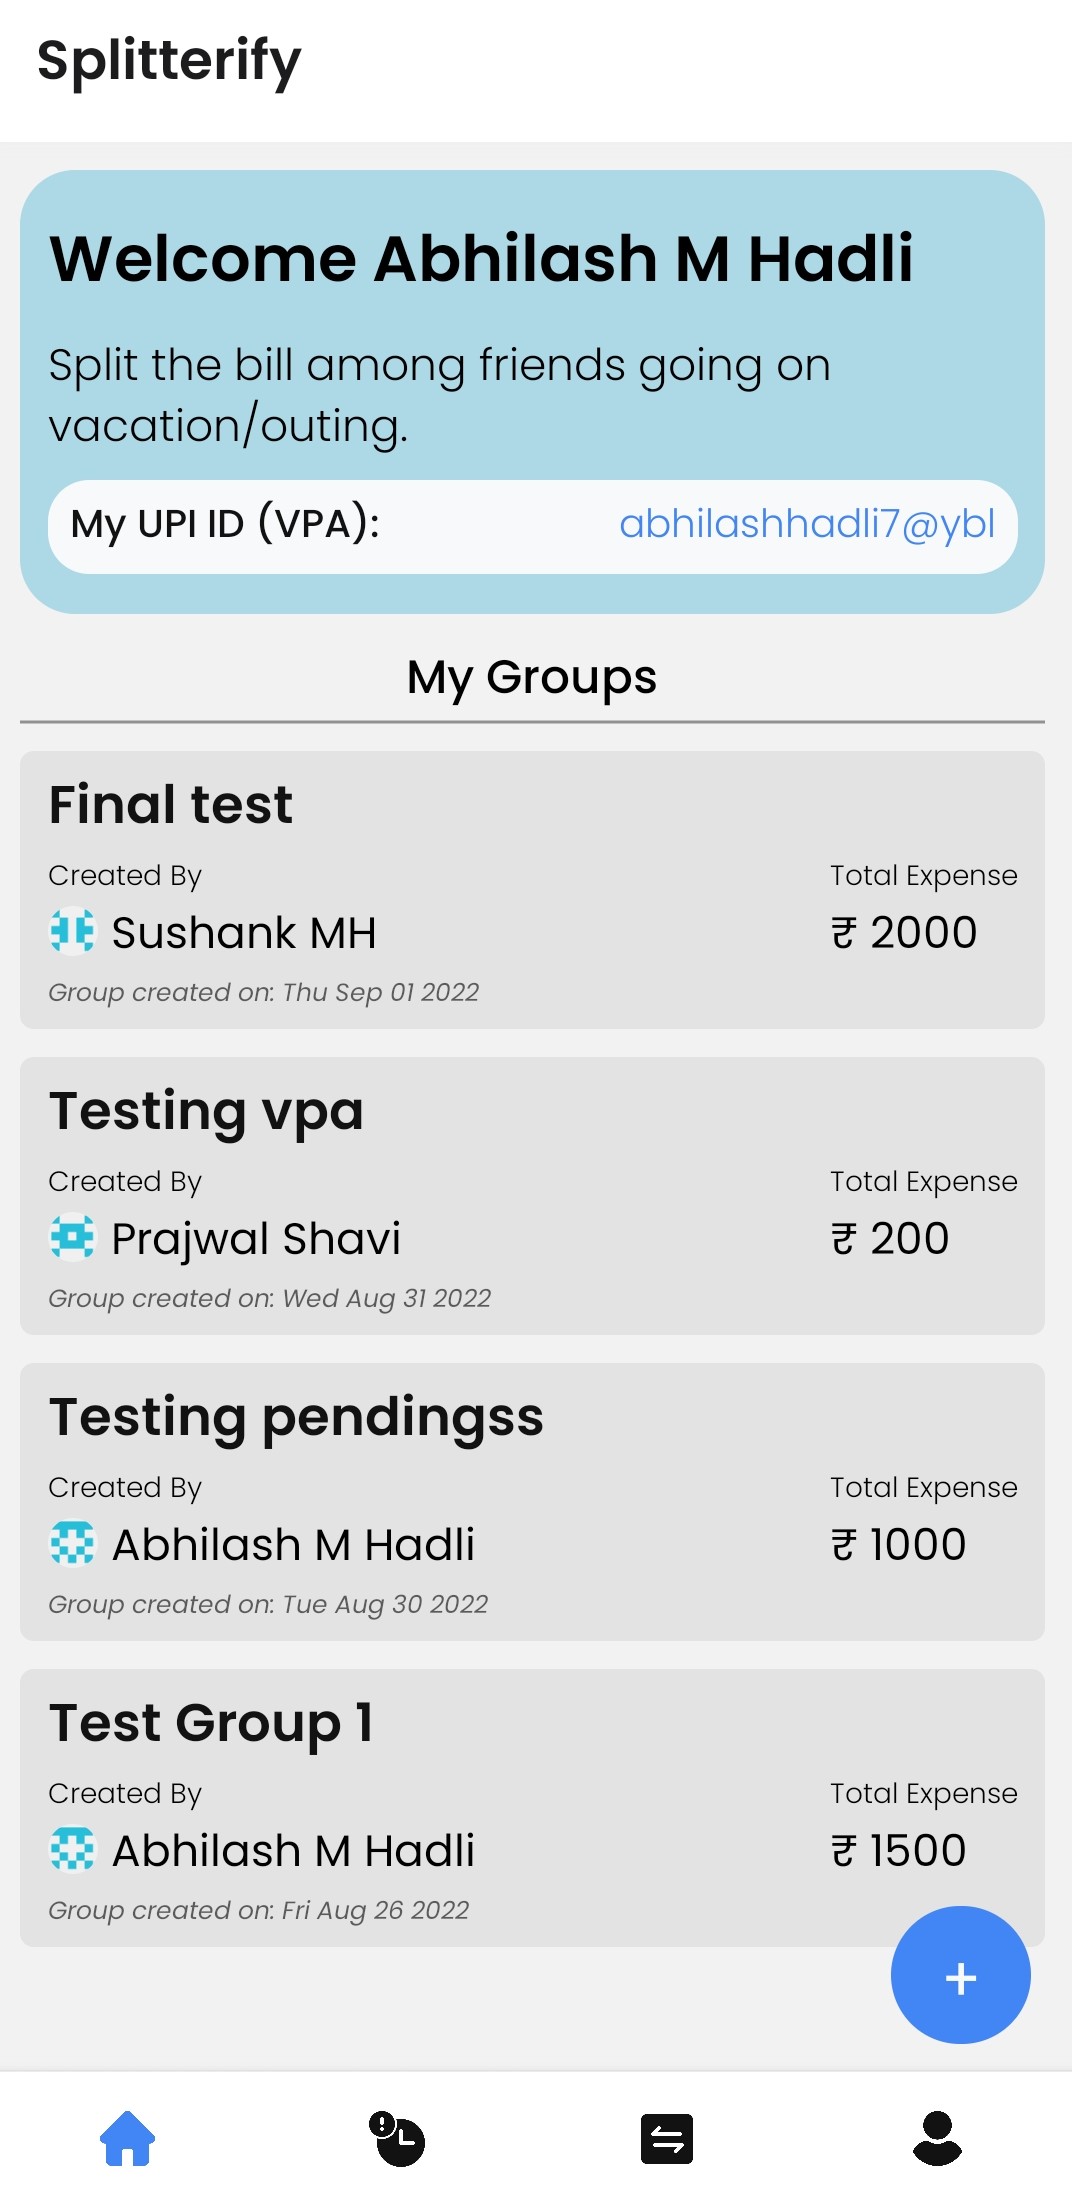 Splitterify
Welcome Abhilash M Hadli
Split the bill among friends going on
vacation/outing.
My UPI ID (VPA): abhilashhadli7@ybl
My Groups
Final test
Created By Total Expense
Sushank MH ₹ 2000
Group created on: Thu Sep 01 2022
Testing vpa
Created By Total Expense
Prajwal Shavi ₹ 200
Group created on: Wed Aug 31 2022
Testing pendingss
Created By Total Expense
Abhilash M Hadli ₹ 1000
Group created on: Tue Aug 30 2022
Test Group 1
Created By Total Expense
Abhilash M Hadli ₹ 1500
Group created on: Fri Aug 26 2022
+